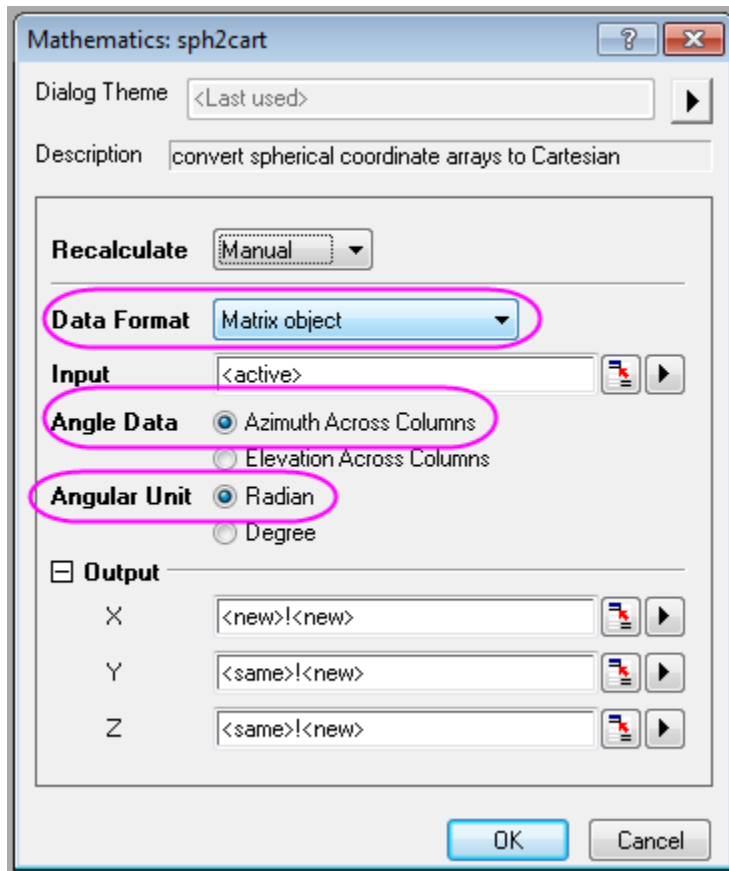 Mathematics: sph2cart
Dialog Theme <Last used>
Description convert spherical coordinate arrays to Cartesian
Recalculate Manual
Data Format Matrix object
Input <active>
Angle Data Azimuth Across Columns
Elevation Across Columns
Angular Unit Radian
Degree
Output
X <new>!<new>
Y <same>!<new>
Z <same>!<new>
OK Cancel